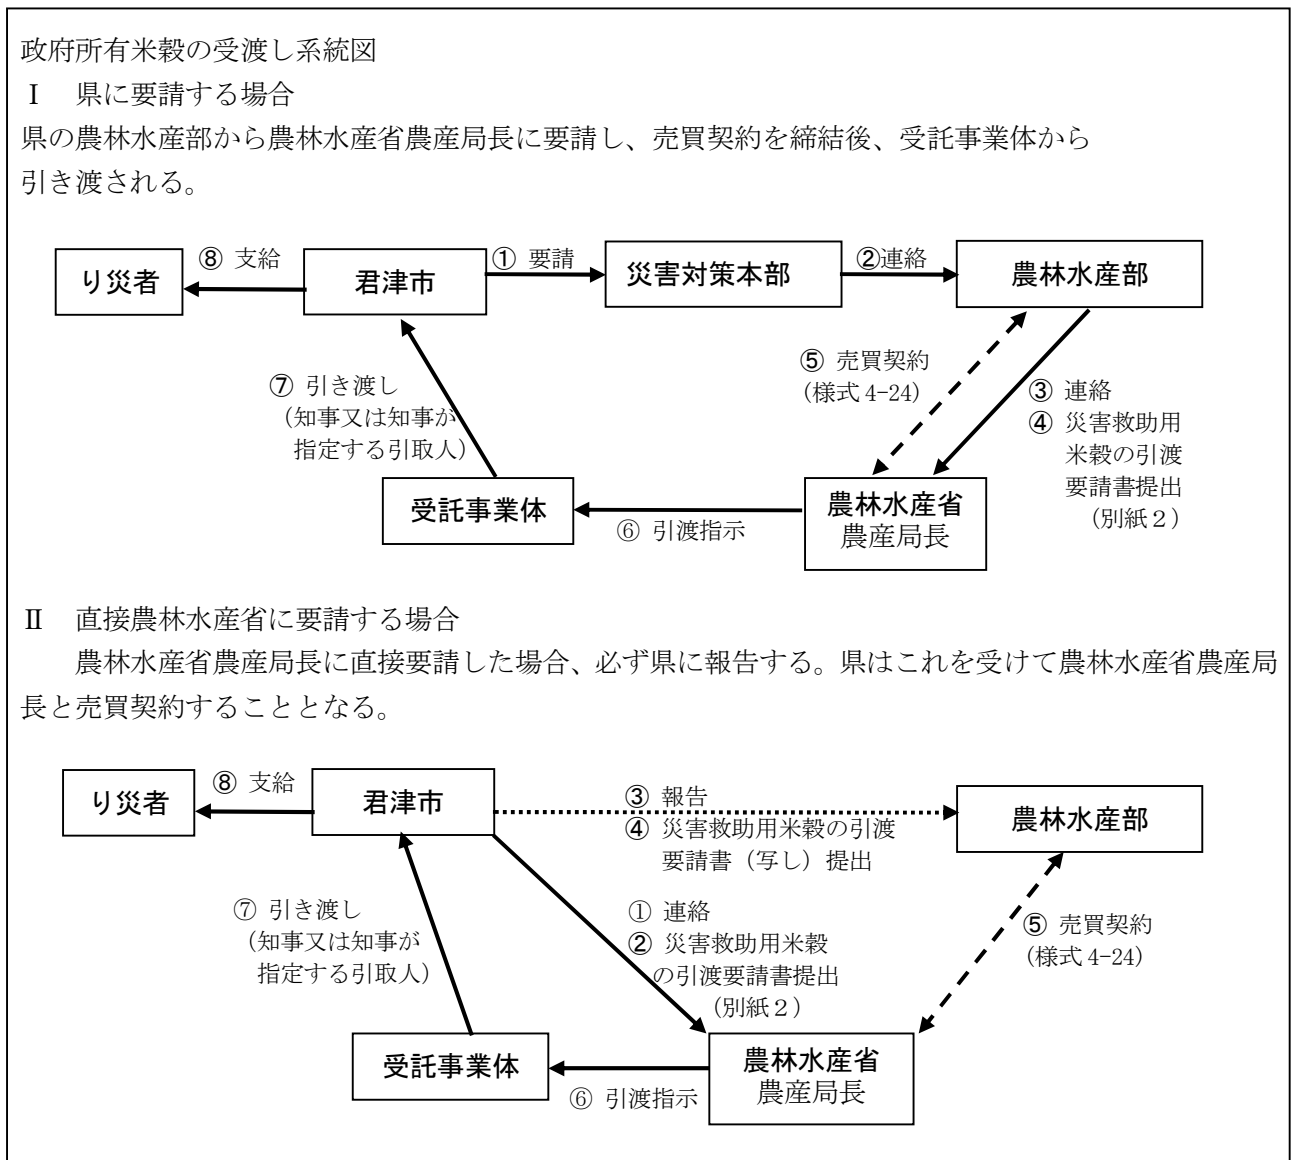 政府所有米穀の受渡し系統図
Ⅰ 県に要請する場合
県の農林水産部から農林水産省農産局長に要請し、売買契約を締結後、受託事業体から
引き渡される。
り災者
⑧ 支給
君津市
① 要請
災害対策本部
②連絡
農林水産部
⑤ 売買契約
(様式 4-24)
③ 連絡
④ 災害救助用
米穀の引渡
要請書提出
（別紙２）
⑦ 引き渡し
（知事又は知事が
指定する引取人）
受託事業体
⑥ 引渡指示
農林水産省
農産局長
Ⅱ 直接農林水産省に要請する場合
農林水産省農産局長に直接要請した場合、必ず県に報告する。県はこれを受けて農林水産省農産局
長と売買契約することとなる。
り災者
⑧ 支給
君津市
③ 報告
④ 災害救助用米穀の引渡
要請書（写し）提出
農林水産部
⑦ 引き渡し
（知事又は知事が
指定する引取人）
① 連絡
② 災害救助用米穀
の引渡要請書提出
（別紙２）
⑤ 売買契約
(様式 4-24)
受託事業体
⑥ 引渡指示
農林水産省
農産局長